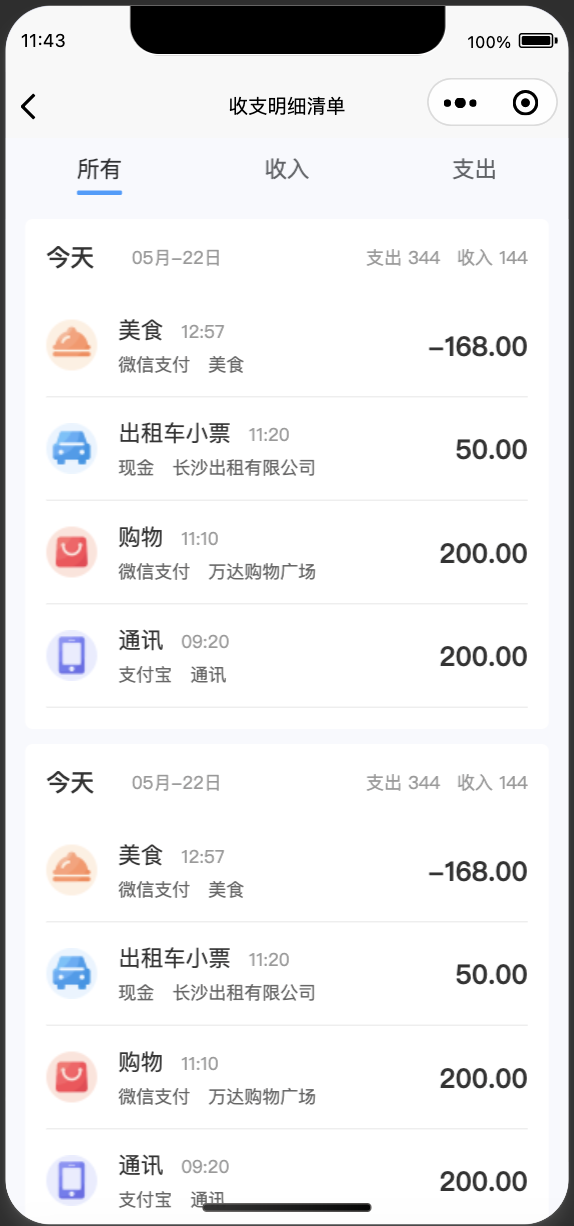 11:43 100%
收支明细清单
所有 收入 支出
今天 05月-22日 支出 344 收入 144
美食 12:57
-168.00
微信支付 美食
出租车小票 11:20
50.00
现金 长沙出租有限公司
购物 11:10
200.00
微信支付 万达购物广场
通讯 09:20
200.00
支付宝 通讯
今天 05月-22日 支出 344 收入 144
美食 12:57
-168.00
微信支付 美食
出租车小票 11:20
50.00
现金 长沙出租有限公司
购物 11:10
200.00
微信支付 万达购物广场
通讯 09:20
200.00
支付宝 通讯